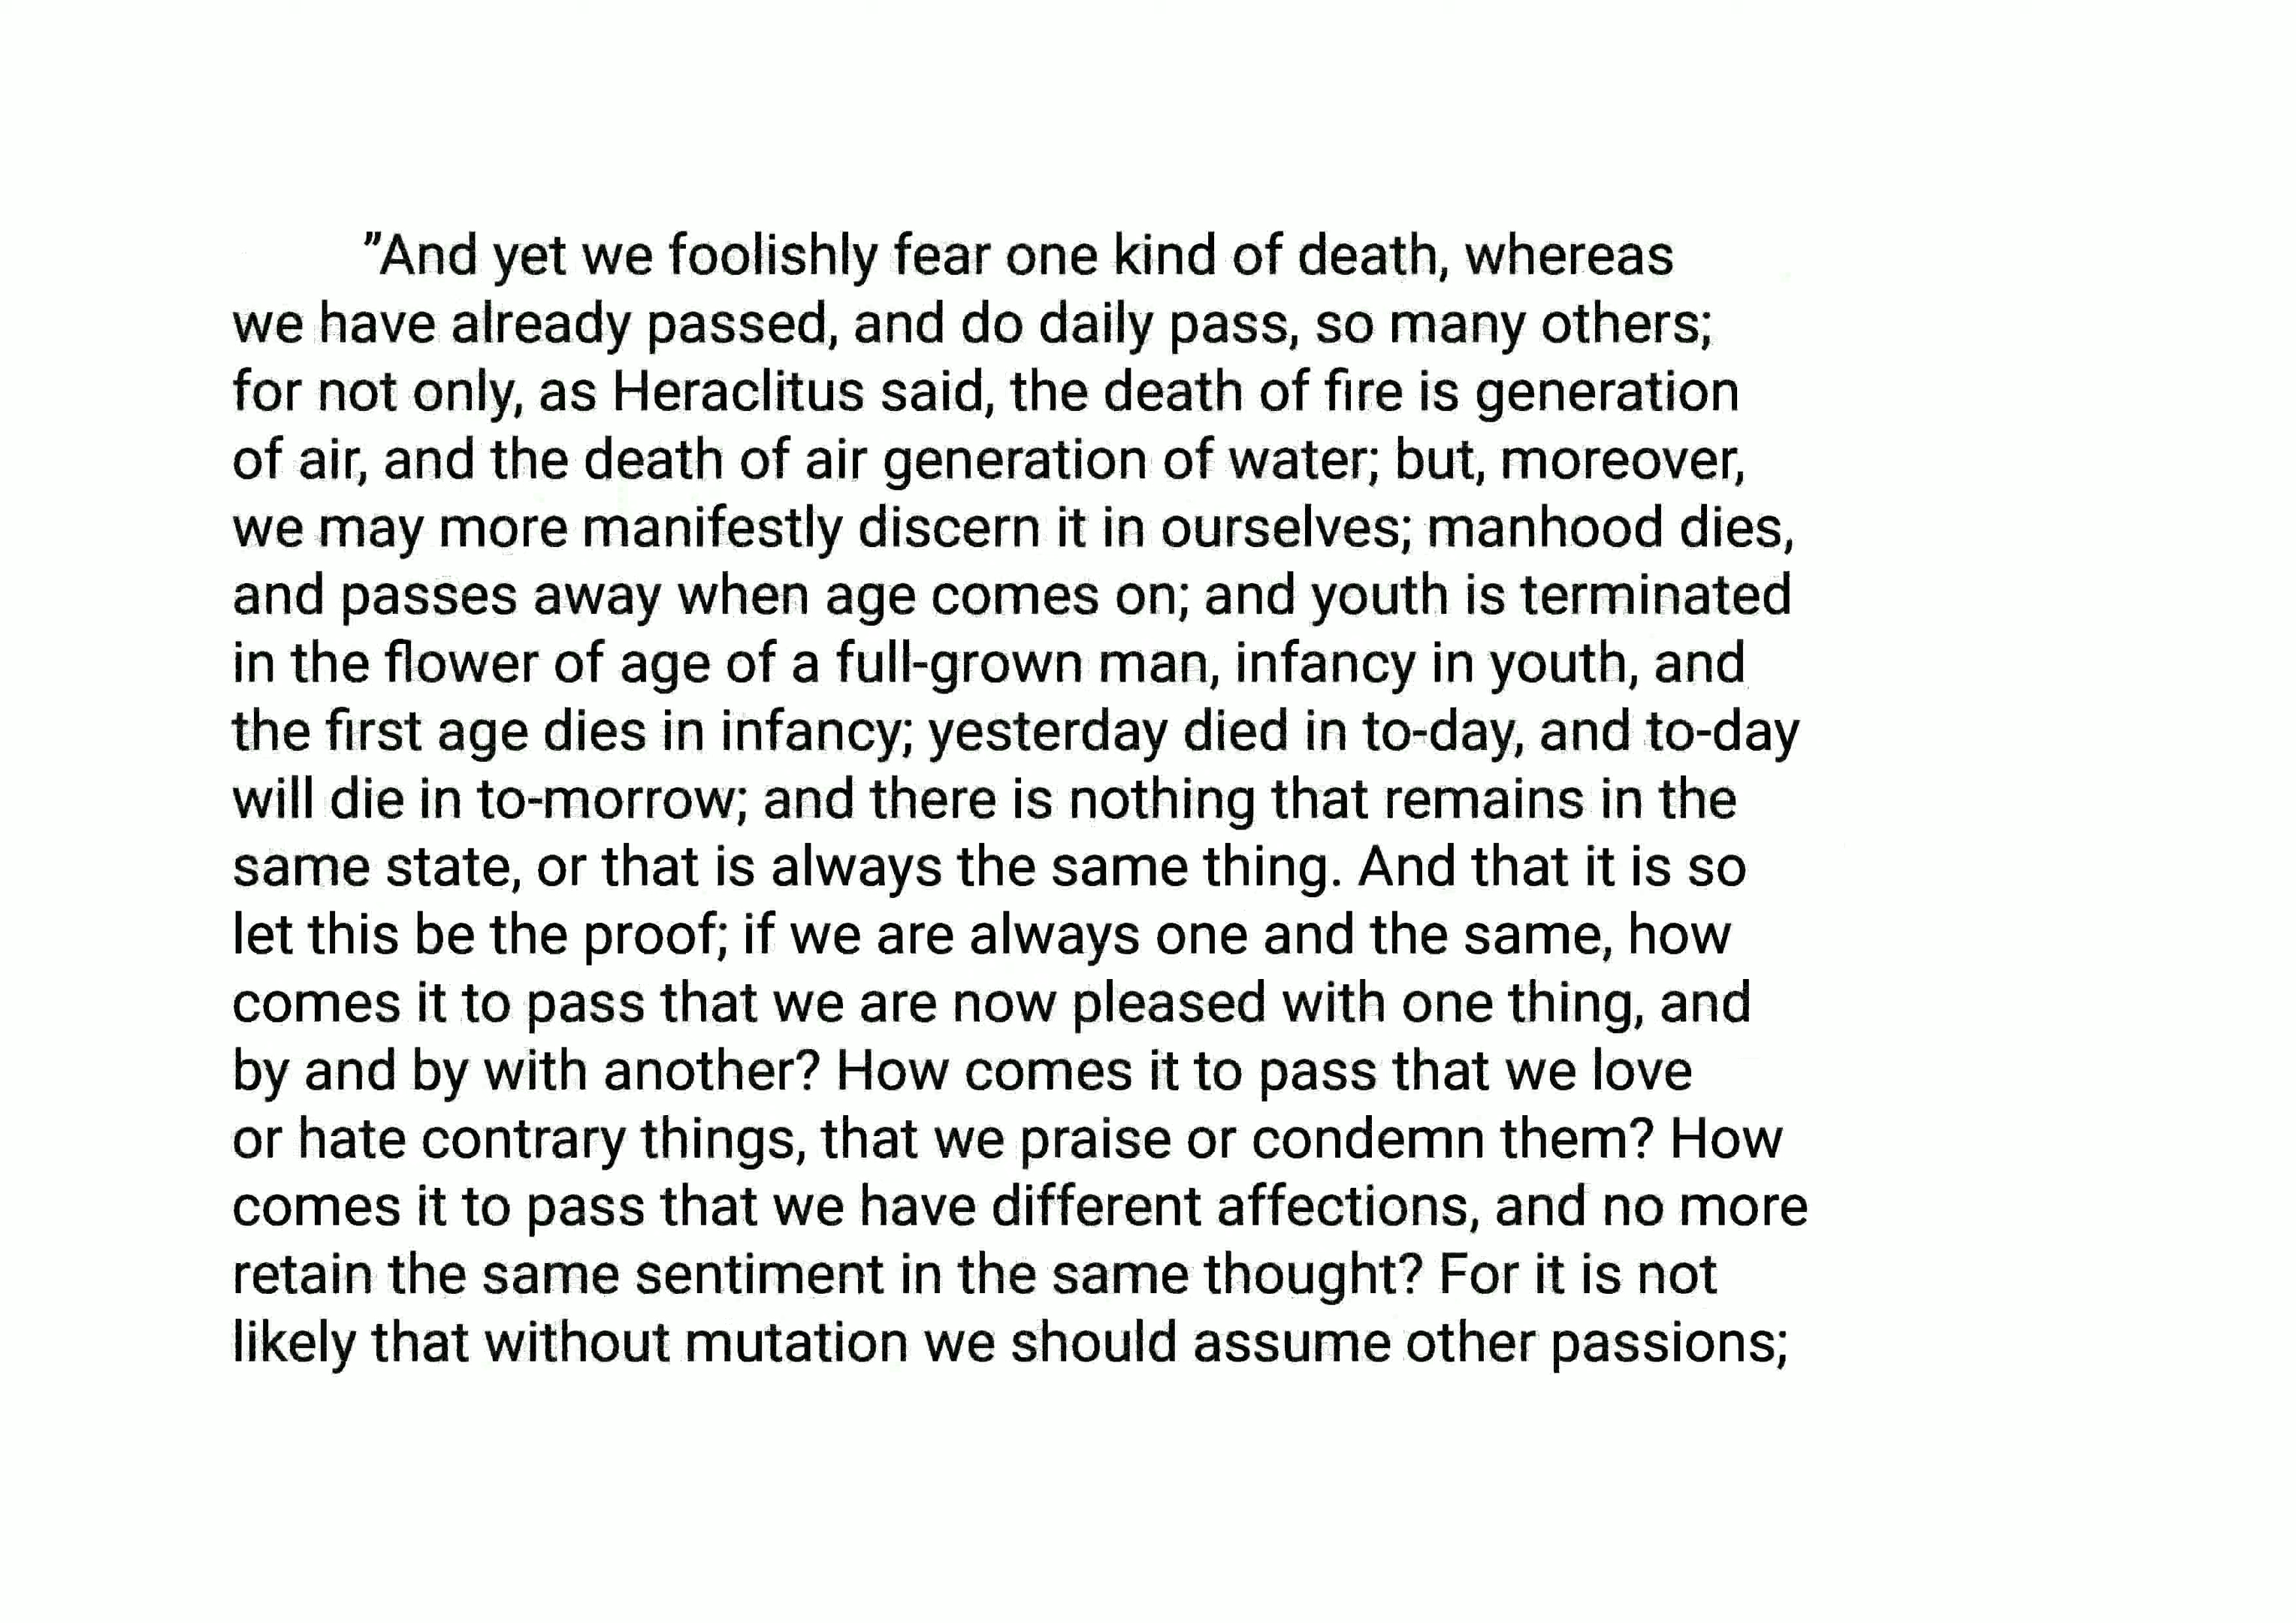 ”And yet we foolishly fear one kind of death, whereas
we have already passed, and do daily pass, so many others;
for not only, as Heraclitus said, the death of fire is generation
of air, and the death of air generation of water; but, moreover,
we may more manifestly discern it in ourselves; manhood dies,
and passes away when age comes on; and youth is terminated
in the flower of age of a full-grown man, infancy in youth, and
the first age dies in infancy; yesterday died in to-day, and to-day
will die in to-morrow; and there is nothing that remains in the
same state, or that is always the same thing. And that it is so
let this be the proof; if we are always one and the same, how
comes it to pass that we are now pleased with one thing, and
by and by with another? How comes it to pass that we love
or hate contrary things, that we praise or condemn them? How
comes it to pass that we have different affections, and no more
retain the same sentiment in the same thought? For it is not
likely that without mutation we should assume other passions;